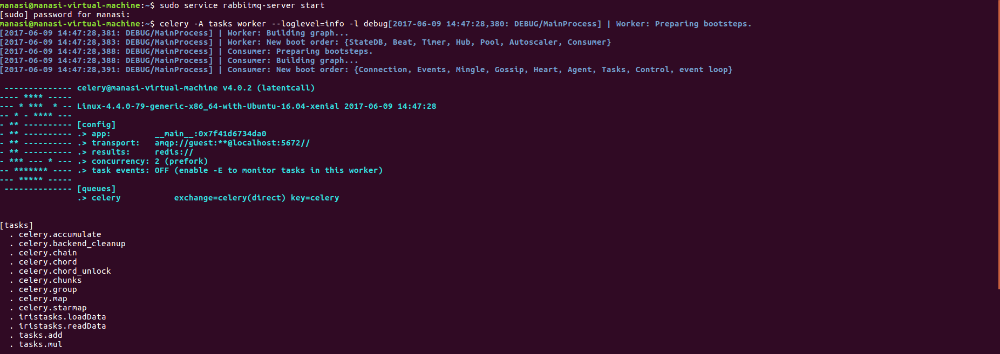 manasi@manasi-virtual-machine:~$ sudo service rabbitmq-server start
[sudo] password for manasi:
manasi@manasi-virtual-machine:~$ celery -A tasks worker --loglevel=info -l debug[2017-06-09 14:47:28,380: DEBUG/MainProcess] | Worker: Preparing bootsteps.
[2017-06-09 14:47:28,381: DEBUG/MainProcess] | Worker: Building graph...
[2017-06-09 14:47:28,383: DEBUG/MainProcess] | Worker: New boot order: {StateDB, Beat, Timer, Hub, Pool, Autoscaler, Consumer}
[2017-06-09 14:47:28,388: DEBUG/MainProcess] | Consumer: Preparing bootsteps.
[2017-06-09 14:47:28,388: DEBUG/MainProcess] | Consumer: Building graph...
[2017-06-09 14:47:28,391: DEBUG/MainProcess] | Consumer: New boot order: {Connection, Events, Mingle, Gossip, Heart, Agent, Tasks, Control, event loop}
 -------------- celery@manasi-virtual-machine v4.0.2 (latentcall)
---- **** -----
--- * ***  * -- Linux-4.4.0-79-generic-x86_64-with-Ubuntu-16.04-xenial 2017-06-09 14:47:28
-- * - **** ---
- ** ---------- [config]
- ** ---------- .> app:         __main__:0x7f41d6734da0
- ** ---------- .> transport:   amqp://guest:**@localhost:5672//
- ** ---------- .> results:     redis://
- *** --- * --- .> concurrency: 2 (prefork)
-- ******* ---- .> task events: OFF (enable -E to monitor tasks in this worker)
--- ***** -----
 -------------- [queues]
                .> celery           exchange=celery(direct) key=celery
[tasks]
  . celery.accumulate
  . celery.backend_cleanup
  . celery.chain
  . celery.chord
  . celery.chord_unlock
  . celery.chunks
  . celery.group
  . celery.map
  . celery.starmap
  . iristasks.loadData
  . iristasks.readData
  . tasks.add
  . tasks.mul